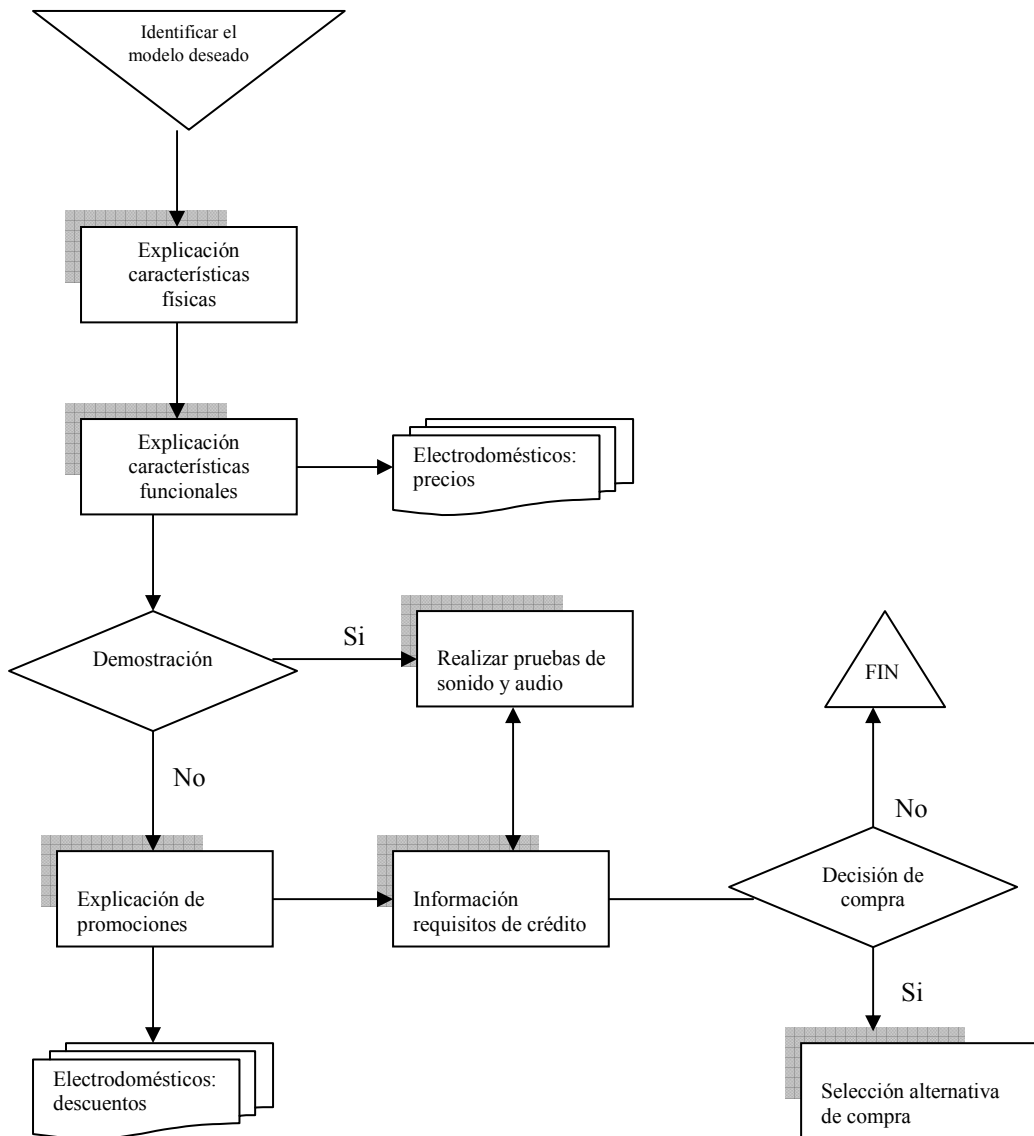 Identificar el
modelo deseado
Explicación
características
físicas
Explicación
características
funcionales
Electrodomésticos:
precios
Demostración
Si
Realizar pruebas de
sonido y audio
FIN
No
No
Explicación de
promociones
Información
requisitos de crédito
Decisión de
compra
Si
Electrodomésticos:
descuentos
Selección alternativa
de compra